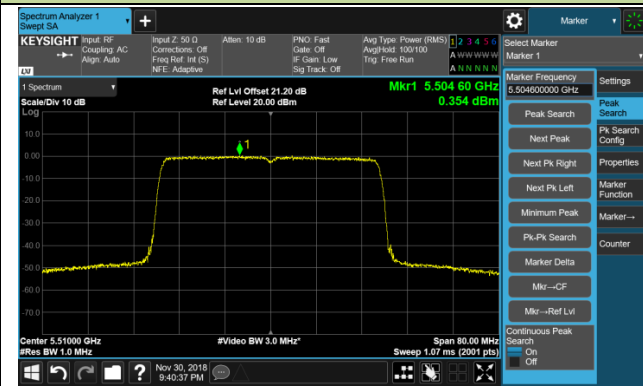 Spectrum Analyzer 1
Swept SA
+
Marker
KEYSIGHT
Input: RF
Coupling: AC
Align: Auto
Input Z: 50 Ω
Corrections: Off
Freq Ref: Int (S)
NFE: Adaptive
Atten: 10 dB
PNO: Fast
Gate: Off
IF Gain: Low
Sig Track: Off
Avg Type: Power (RMS)
Avg|Hold: 100/100
Trig: Free Run
1 2 3 4 5 6
A W W W W W
A N N N N N
LXI
Select Marker
Marker 1
1 Spectrum
Scale/Div 10 dB
Log
Ref Lvl Offset 21.20 dB
Ref Level 20.00 dBm
Mkr1 5.504 60 GHz
0.354 dBm
1
10.0
0.00
-10.0
-20.0
-30.0
-40.0
-50.0
-60.0
-70.0
Center 5.51000 GHz
#Res BW 1.0 MHz
#Video BW 3.0 MHz*
Span 80.00 MHz
Sweep 1.07 ms (2001 pts)
Marker Frequency
5.504600000 GHz
Peak Search
Next Peak
Next Pk Right
Next Pk Left
Minimum Peak
Pk-Pk Search
Marker Delta
Mkr→CF
Mkr→Ref Lvl
Continuous Peak
Search
On
Off
Settings
Peak
Search
Pk Search
Config
Properties
Marker
Function
Marker→
Counter
?
Nov 30, 2018
9:40:37 PM